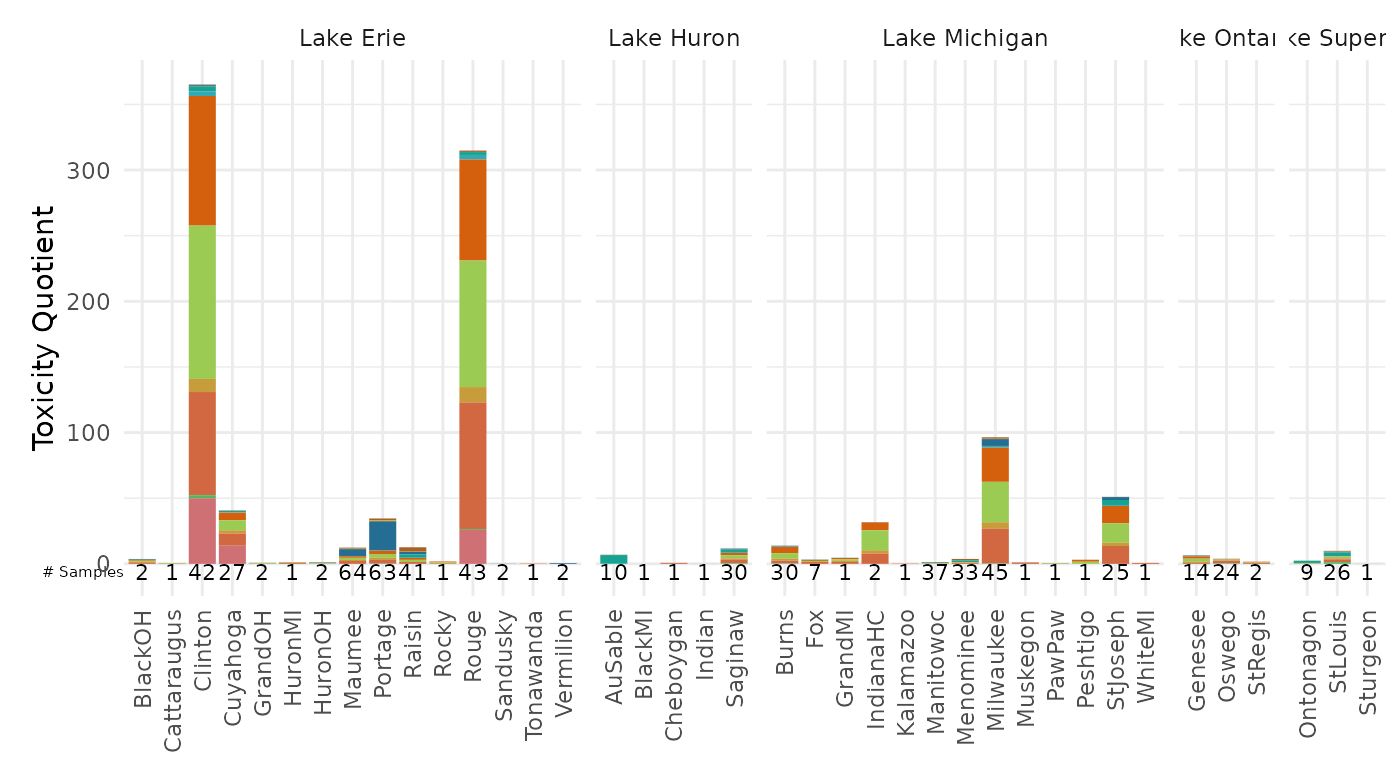 Lake Erie Lake Huron Lake Michigan ke Ontar ke Super
Toxicity Quotient
300
200
100
0
# Samples 2 1 42 27 2 1 2 64 63 41 1 43 2 1 2 10 1 1 1 30 30 7 1 2 1 37 33 45 1 1 1 25 1 14 24 2 9 26 1
BlackOH
Cattaraugus
Clinton
Cuyahoga
GrandOH
HuronMI
HuronOH
Maumee
Portage
Raisin
Rocky
Rouge
Sandusky
Tonawanda
Vermilion
AuSable
BlackMI
Cheboygan
Indian
Saginaw
Burns
Fox
GrandMI
IndianaHC
Kalamazoo
Manitowoc
Menominee
Milwaukee
Muskegon
PawPaw
Peshtigo
StJoseph
WhiteMI
Genesee
Oswego
StRegis
Ontonagon
StLouis
Sturgeon